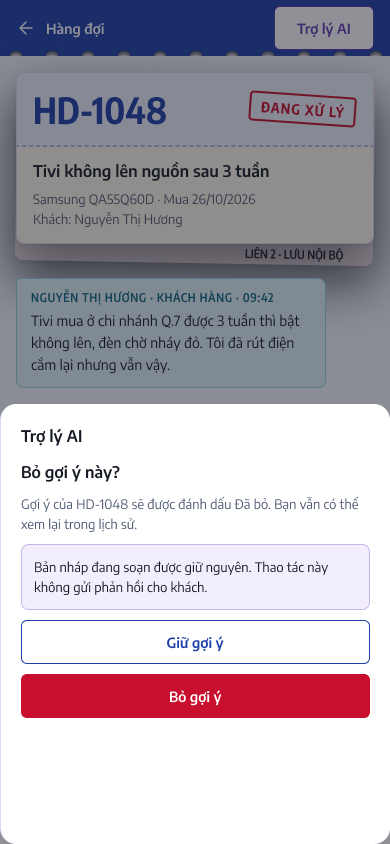 Hàng đợi
Trợ lý AI
HD-1048
ĐANG XỬ LÝ
Tivi không lên nguồn sau 3 tuần
Samsung QA55Q60D · Mua 26/10/2026
Khách: Nguyễn Thị Hương
LIÊN 2 · LƯU NỘI BỘ
NGUYỄN THỊ HƯƠNG · KHÁCH HÀNG · 09:42
Tivi mua ở chi nhánh Q.7 được 3 tuần thì bật
không lên, đèn chờ nháy đỏ. Tôi đã rút điện
cắm lại nhưng vẫn vậy.
Trợ lý AI
Bỏ gợi ý này?
Gợi ý của HD-1048 sẽ được đánh dấu Đã bỏ. Bạn vẫn có thể
xem lại trong lịch sử.
Bản nháp đang soạn được giữ nguyên. Thao tác này
không gửi phản hồi cho khách.
Giữ gợi ý
Bỏ gợi ý